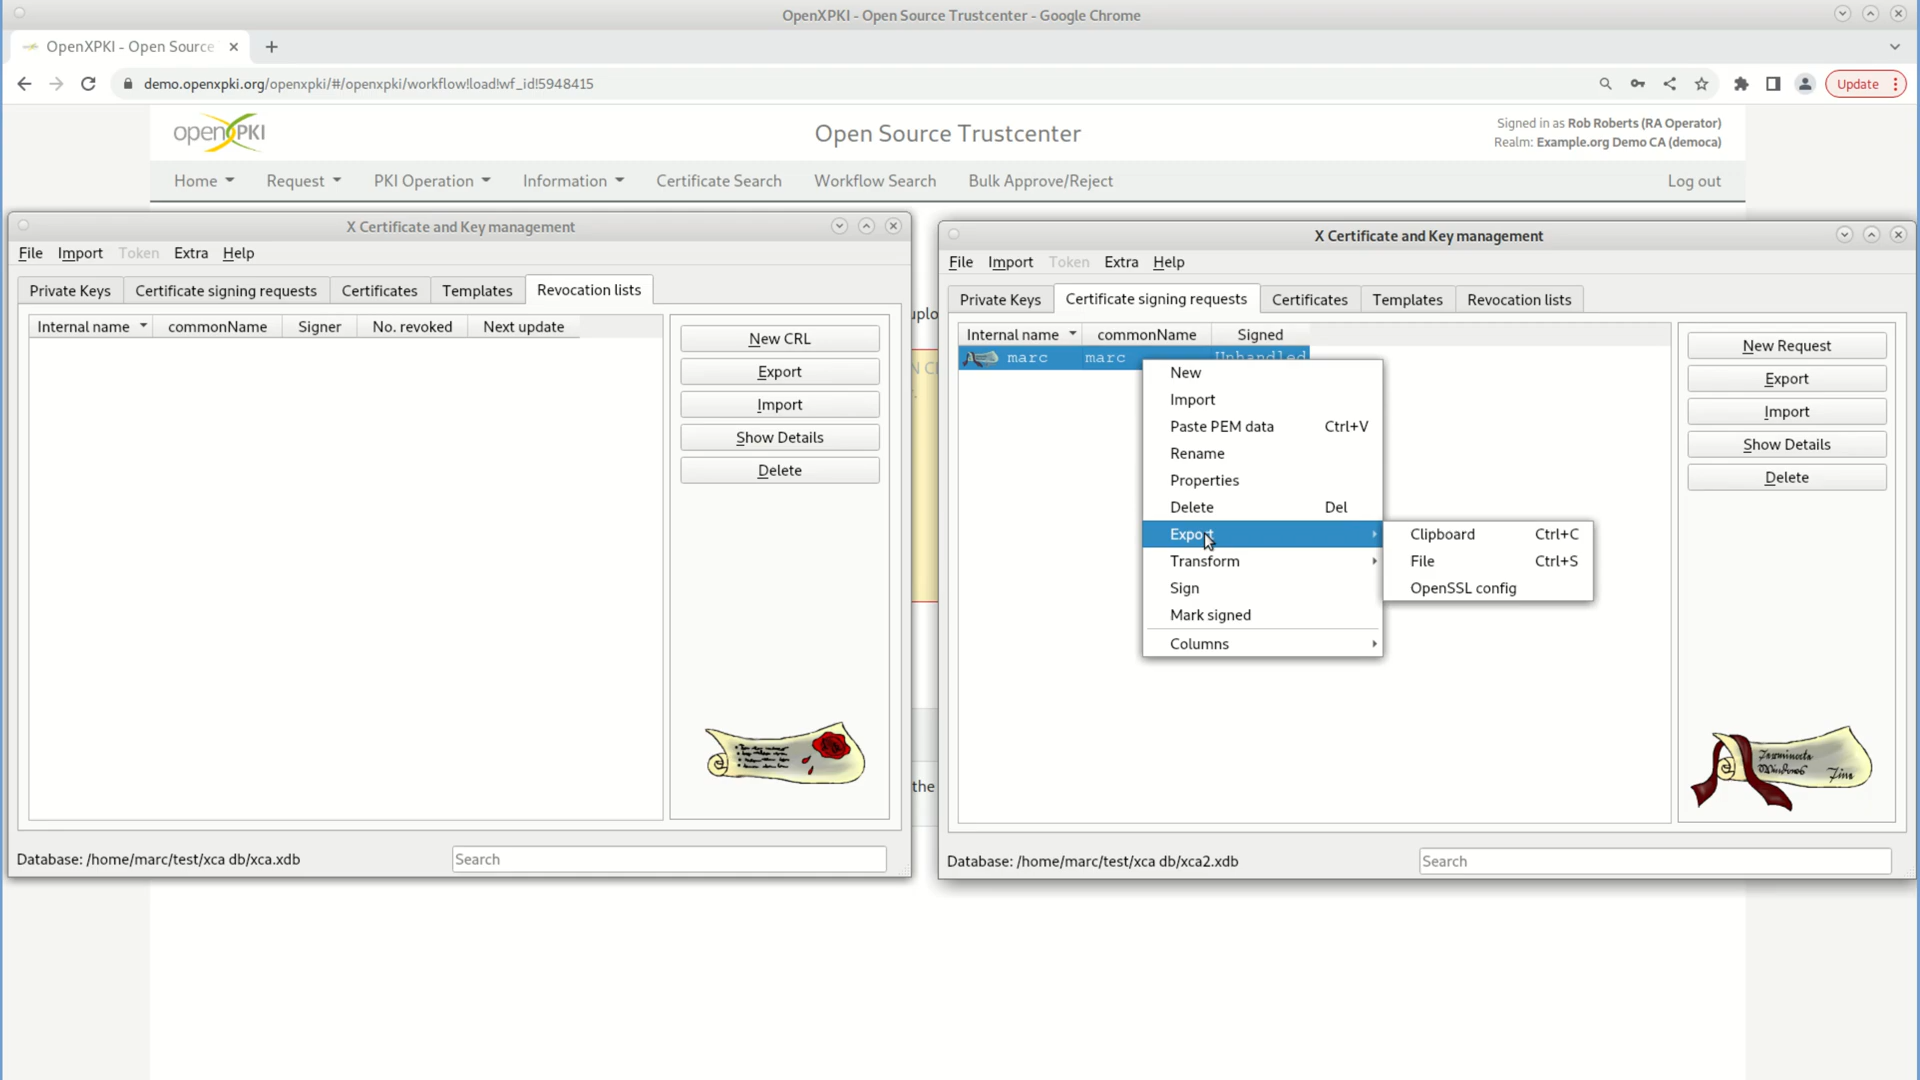 OpenXPKI - Open Source Trustcenter - Google Chrome
OpenXPKI - Open Source
demo.openxpki.org/openxpki/#/openxpki/workflow!load!wf_id!5948415
Update
openXPKI
Open Source Trustcenter
Signed in as Rob Roberts (RA Operator)
Realm: Example.org Demo CA (democa)
Home
Request
PKI Operation
Information
Certificate Search
Workflow Search
Bulk Approve/Reject
Log out
X Certificate and Key management
File Import Token Extra Help
Private Keys
Certificate signing requests
Certificates
Templates
Revocation lists
Internal name
commonName
Signer
No. revoked
Next update
New CRL
Export
Import
Show Details
Delete
Database: /home/marc/test/xca db/xca.xdb
Search
the
X Certificate and Key management
File Import Token Extra Help
Private Keys
Certificate signing requests
Certificates
Templates
Revocation lists
Internal name
commonName
Signed
marc
marc
Unhandled
New
Import
Paste PEM data Ctrl+V
Rename
Properties
Delete Del
Export
Transform
Sign
Mark signed
Columns
Clipboard Ctrl+C
File Ctrl+S
OpenSSL config
New Request
Export
Import
Show Details
Delete
Database: /home/marc/test/xca db/xca2.xdb
Search